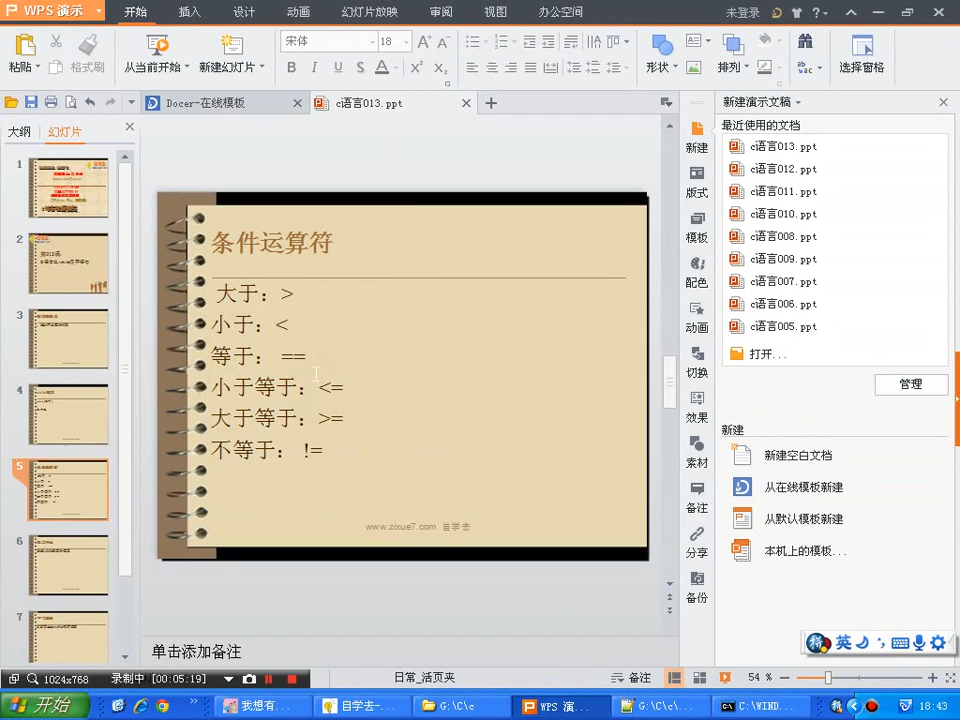 WPS 演示
开始 插入 设计 动画 幻灯片放映 审阅 视图 办公空间 未登录
粘贴 格式刷 从当前开始 新建幻灯片 宋体 18 形状 排列 选择窗格
B I U S A X² X₂
Docer-在线模板 c语言013.ppt
新建演示文稿
大纲 幻灯片
最近使用的文档
c语言013.ppt
c语言012.ppt
c语言011.ppt
c语言010.ppt
c语言008.ppt
c语言009.ppt
c语言007.ppt
c语言006.ppt
c语言005.ppt
打开...
管理
新建
新建空白文档
从在线模板新建
从默认模板新建
本机上的模板...
新建
版式
模板
配色
动画
切换
效果
素材
备注
分享
备份
1
2
3
4
5
6
7
条件运算符
大于：>
小于：<
等于： ==
小于等于：<=
大于等于：>=
不等于： !=
www.zixue7.com 自学去
单击添加备注
英
1024x768 录制中 [00:05:19]
日常_活页夹 备注 54 %
开始 我想有... 自学去-... G:\C\c WPS 演... G:\C\c\... C:\WIND... 18:43